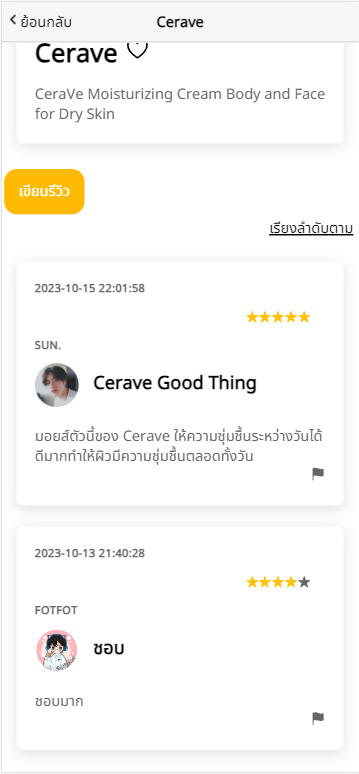 ย้อนกลับ
Cerave
Cerave
CeraVe Moisturizing Cream Body and Face
for Dry Skin
เขียนรีวิว
เรียงลำดับตาม
2023-10-15 22:01:58
SUN.
Cerave Good Thing
มอยส์ตัวนี้ของ Cerave ให้ความชุ่มชื้นระหว่างวันได้
ดีมากทำให้ผิวมีความชุ่มชื้นตลอดทั้งวัน
2023-10-13 21:40:28
FOTFOT
ชอบ
ชอบมาก